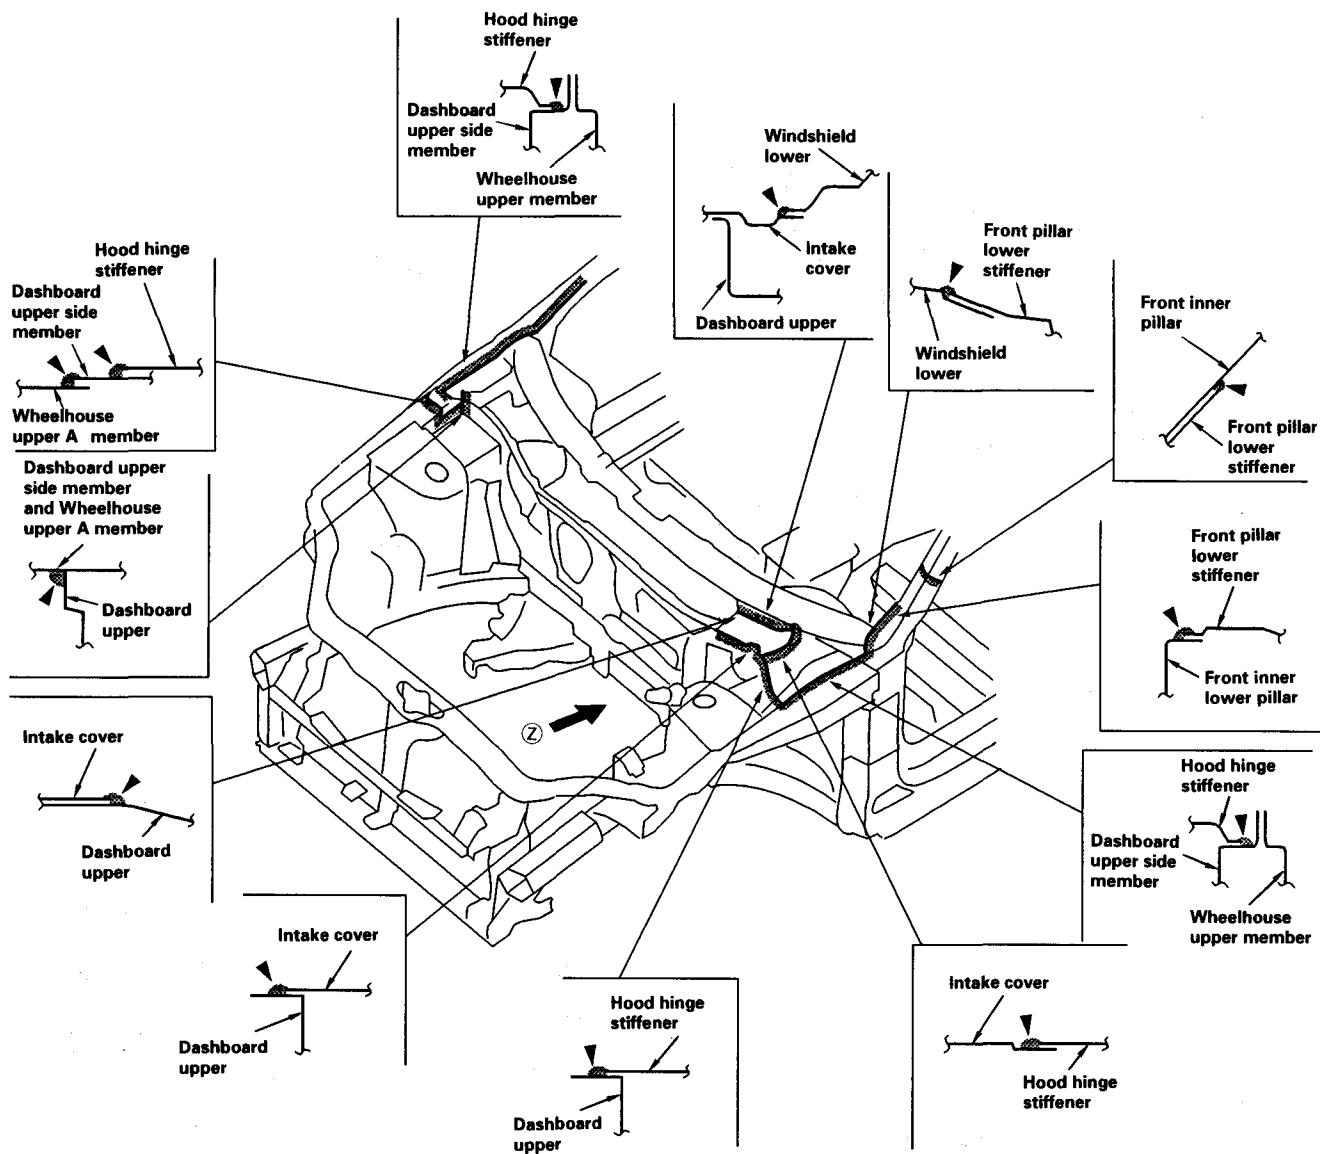 Hood hinge
stiffener
Dashboard
upper side
member
Wheelhouse
upper member
Windshield
lower
Intake
cover
Dashboard upper
Front pillar
lower
stiffener
Windshield
lower
Front inner
pillar
Front pillar
lower
stiffener
Hood hinge
stiffener
Dashboard
upper side
member
Wheelhouse
upper A member
Dashboard upper
side member
and Wheelhouse
upper A member
Dashboard
upper
Front pillar
lower
stiffener
Front inner
lower pillar
Intake cover
Dashboard
upper
Z
Hood hinge
stiffener
Dashboard
upper side
member
Wheelhouse
upper member
Intake cover
Dashboard
upper
Hood hinge
stiffener
Dashboard
upper
Intake cover
Hood hinge
stiffener